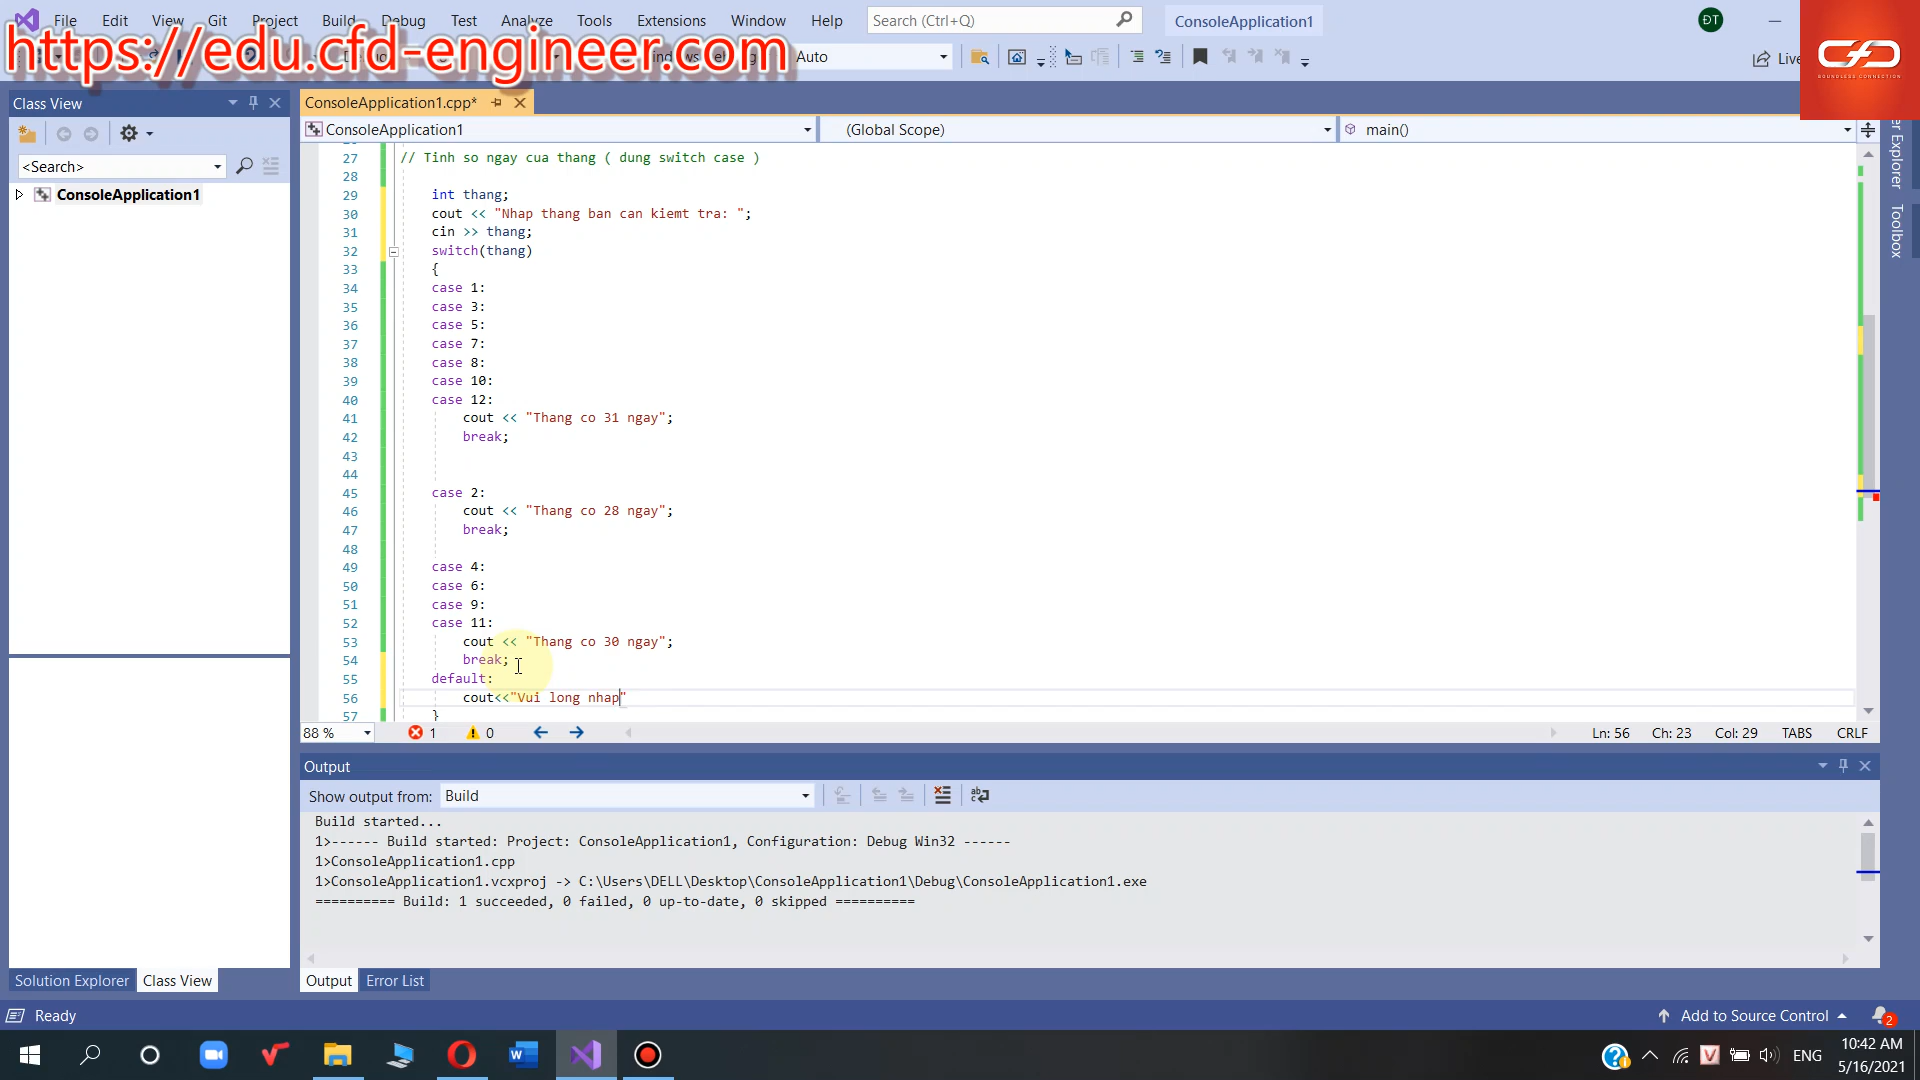 File Edit View Git Project Build Debug Test Analyze Tools Extensions Window Help Search (Ctrl+Q) ConsoleApplication1 ĐT
https://edu.cfd-engineer.com
Auto
Live
Class View
ConsoleApplication1.cpp*
ConsoleApplication1 (Global Scope) main()
<Search>
ConsoleApplication1
27 // Tinh so ngay cua thang ( dung switch case )
28
29 int thang;
30 cout << "Nhap thang ban can kiemt tra: ";
31 cin >> thang;
32 switch(thang)
33 {
34 case 1:
35 case 3:
36 case 5:
37 case 7:
38 case 8:
39 case 10:
40 case 12:
41 cout << "Thang co 31 ngay";
42 break;
43
44
45 case 2:
46 cout << "Thang co 28 ngay";
47 break;
48
49 case 4:
50 case 6:
51 case 9:
52 case 11:
53 cout << "Thang co 30 ngay";
54 break;
55 default:
56 cout<<"Vui long nhap"
57 }
88 % 1 0 Ln: 56 Ch: 23 Col: 29 TABS CRLF
Output
Show output from: Build
Build started...
1>------ Build started: Project: ConsoleApplication1, Configuration: Debug Win32 ------
1>ConsoleApplication1.cpp
1>ConsoleApplication1.vcxproj -> C:\Users\DELL\Desktop\ConsoleApplication1\Debug\ConsoleApplication1.exe
========== Build: 1 succeeded, 0 failed, 0 up-to-date, 0 skipped ==========
Solution Explorer Class View Output Error List
Ready
Add to Source Control 2
ENG
10:42 AM
5/16/2021
Explorer
Toolbox